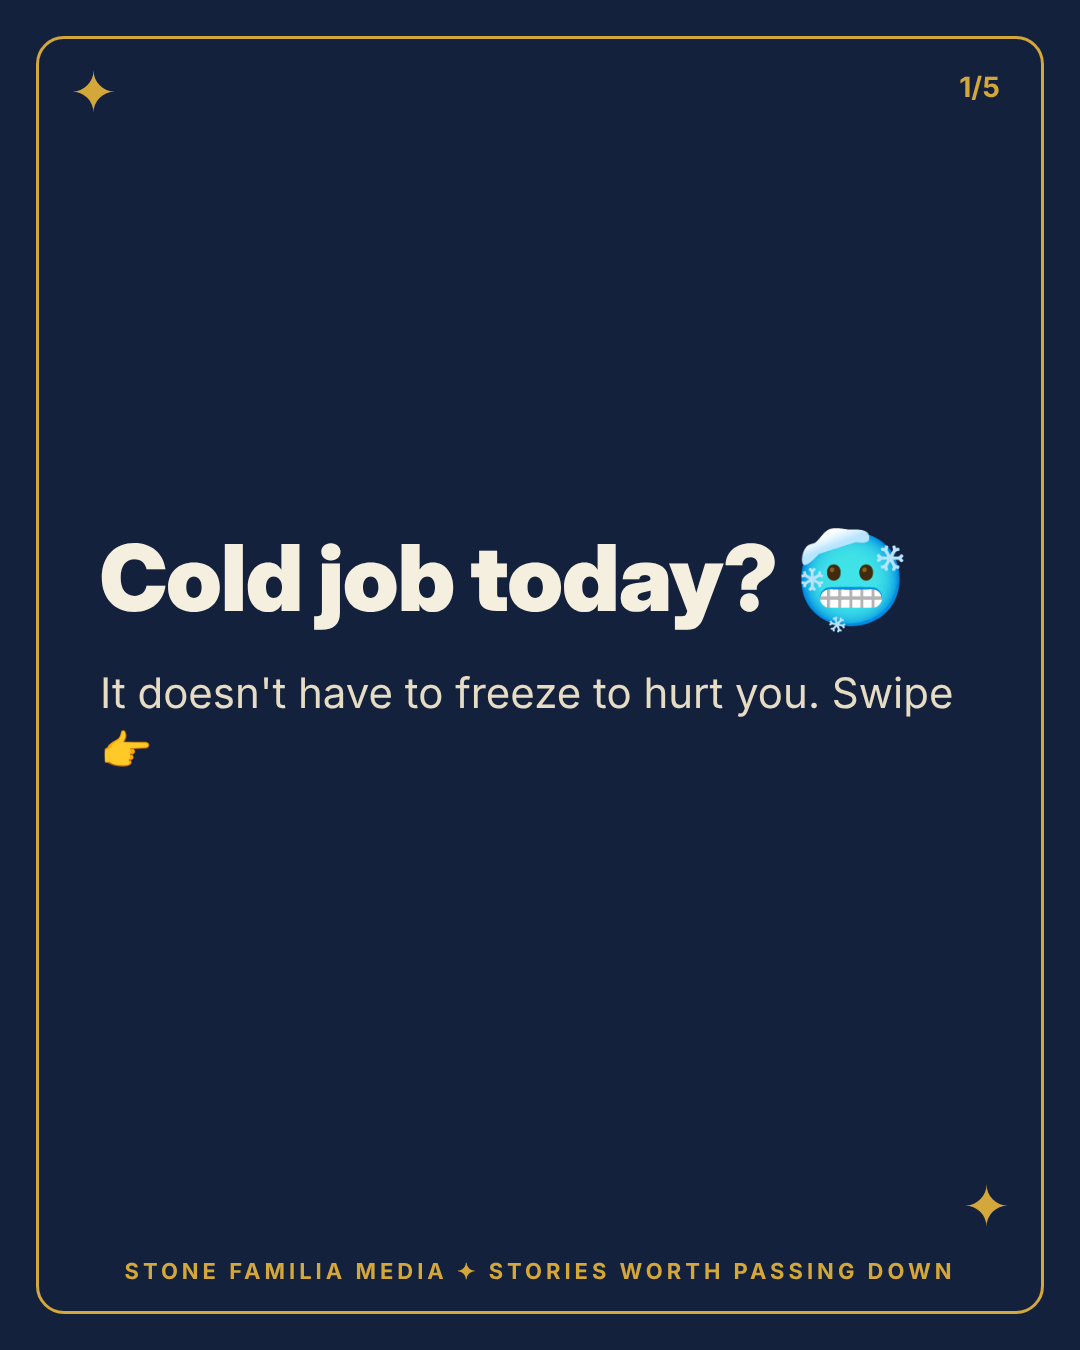 1/5
Cold job today? 🥶
It doesn't have to freeze to hurt you. Swipe
👉
STONE FAMILIA MEDIA ✦ STORIES WORTH PASSING DOWN